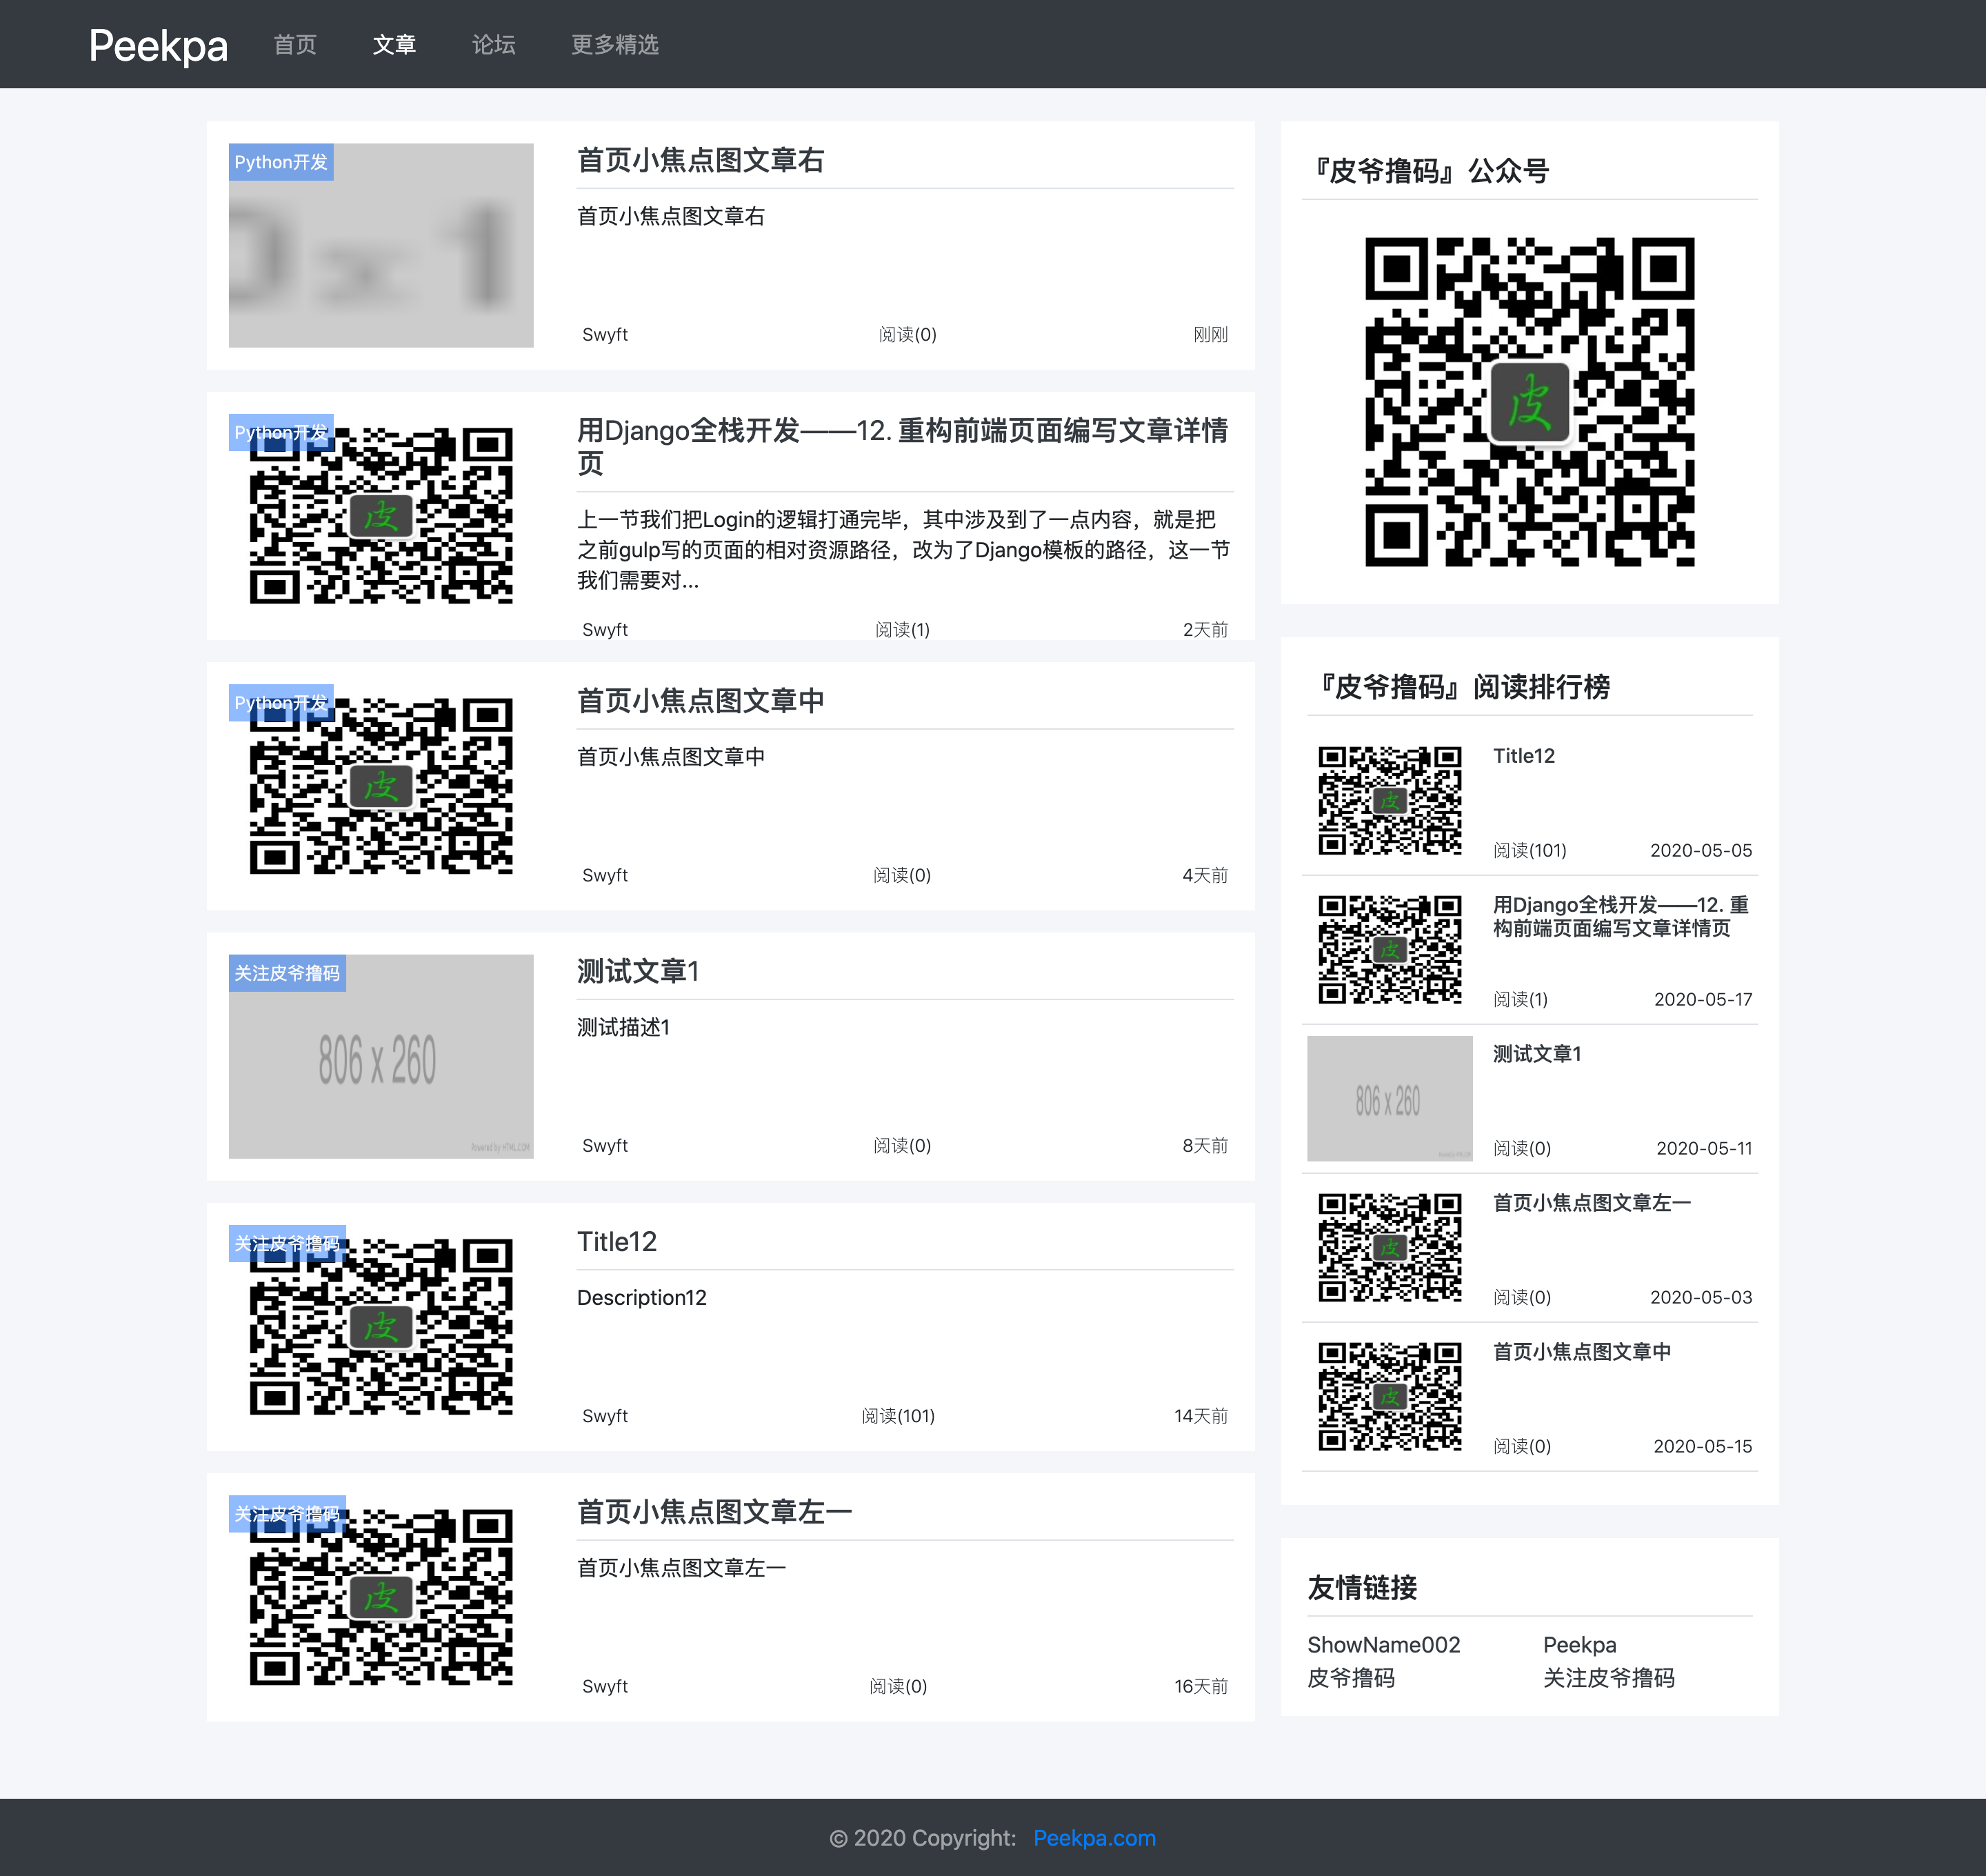 Peekpa
首页
文章
论坛
更多精选
Python开发
首页小焦点图文章右
首页小焦点图文章右
Swyft
阅读(0)
刚刚
Python开发
用Django全栈开发——12. 重构前端页面编写文章详情
页
上一节我们把Login的逻辑打通完毕，其中涉及到了一点内容，就是把
之前gulp写的页面的相对资源路径，改为了Django模板的路径，这一节
我们需要对...
Swyft
阅读(1)
2天前
皮
Python开发
首页小焦点图文章中
首页小焦点图文章中
Swyft
阅读(0)
4天前
皮
关注皮爷撸码
806 x 260
Powered by HTML.COM
测试文章1
测试描述1
Swyft
阅读(0)
8天前
关注皮爷撸码
皮
Title12
Description12
Swyft
阅读(101)
14天前
关注皮爷撸码
皮
首页小焦点图文章左一
首页小焦点图文章左一
Swyft
阅读(0)
16天前
『皮爷撸码』公众号
皮
『皮爷撸码』阅读排行榜
皮
Title12
阅读(101)
2020-05-05
皮
用Django全栈开发——12. 重
构前端页面编写文章详情页
阅读(1)
2020-05-17
806 x 260
测试文章1
阅读(0)
2020-05-11
皮
首页小焦点图文章左一
阅读(0)
2020-05-03
皮
首页小焦点图文章中
阅读(0)
2020-05-15
友情链接
ShowName002
Peekpa
皮爷撸码
关注皮爷撸码
© 2020 Copyright: Peekpa.com